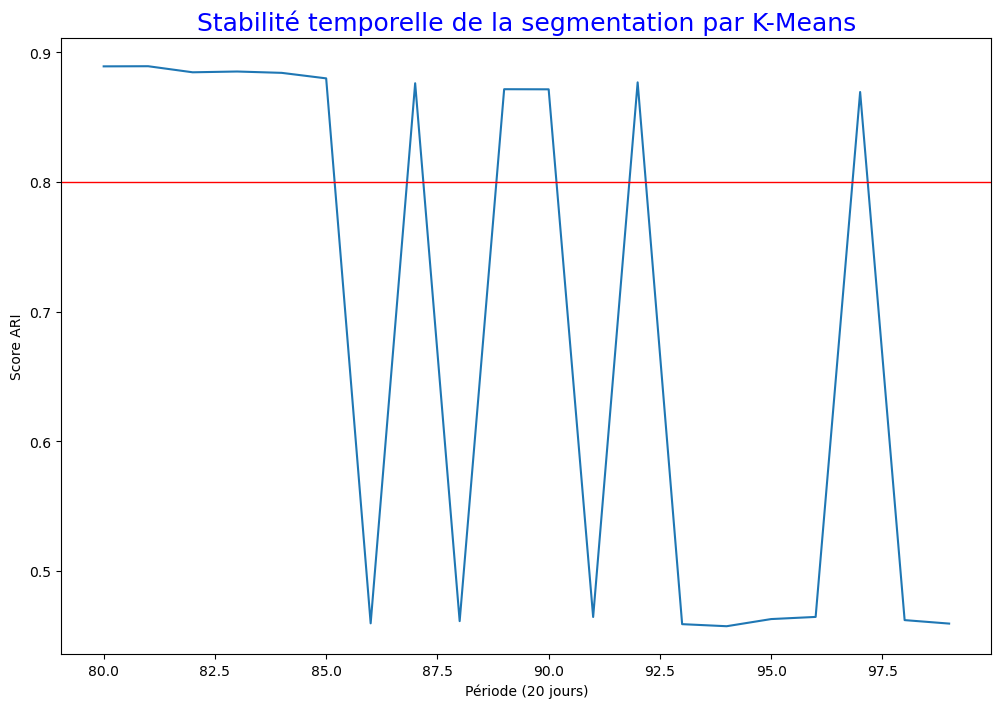 Stabilité temporelle de la segmentation par K-Means
0.9
0.8
0.7
0.6
0.5
Score ARI
80.0 82.5 85.0 87.5 90.0 92.5 95.0 97.5
Période (20 jours)